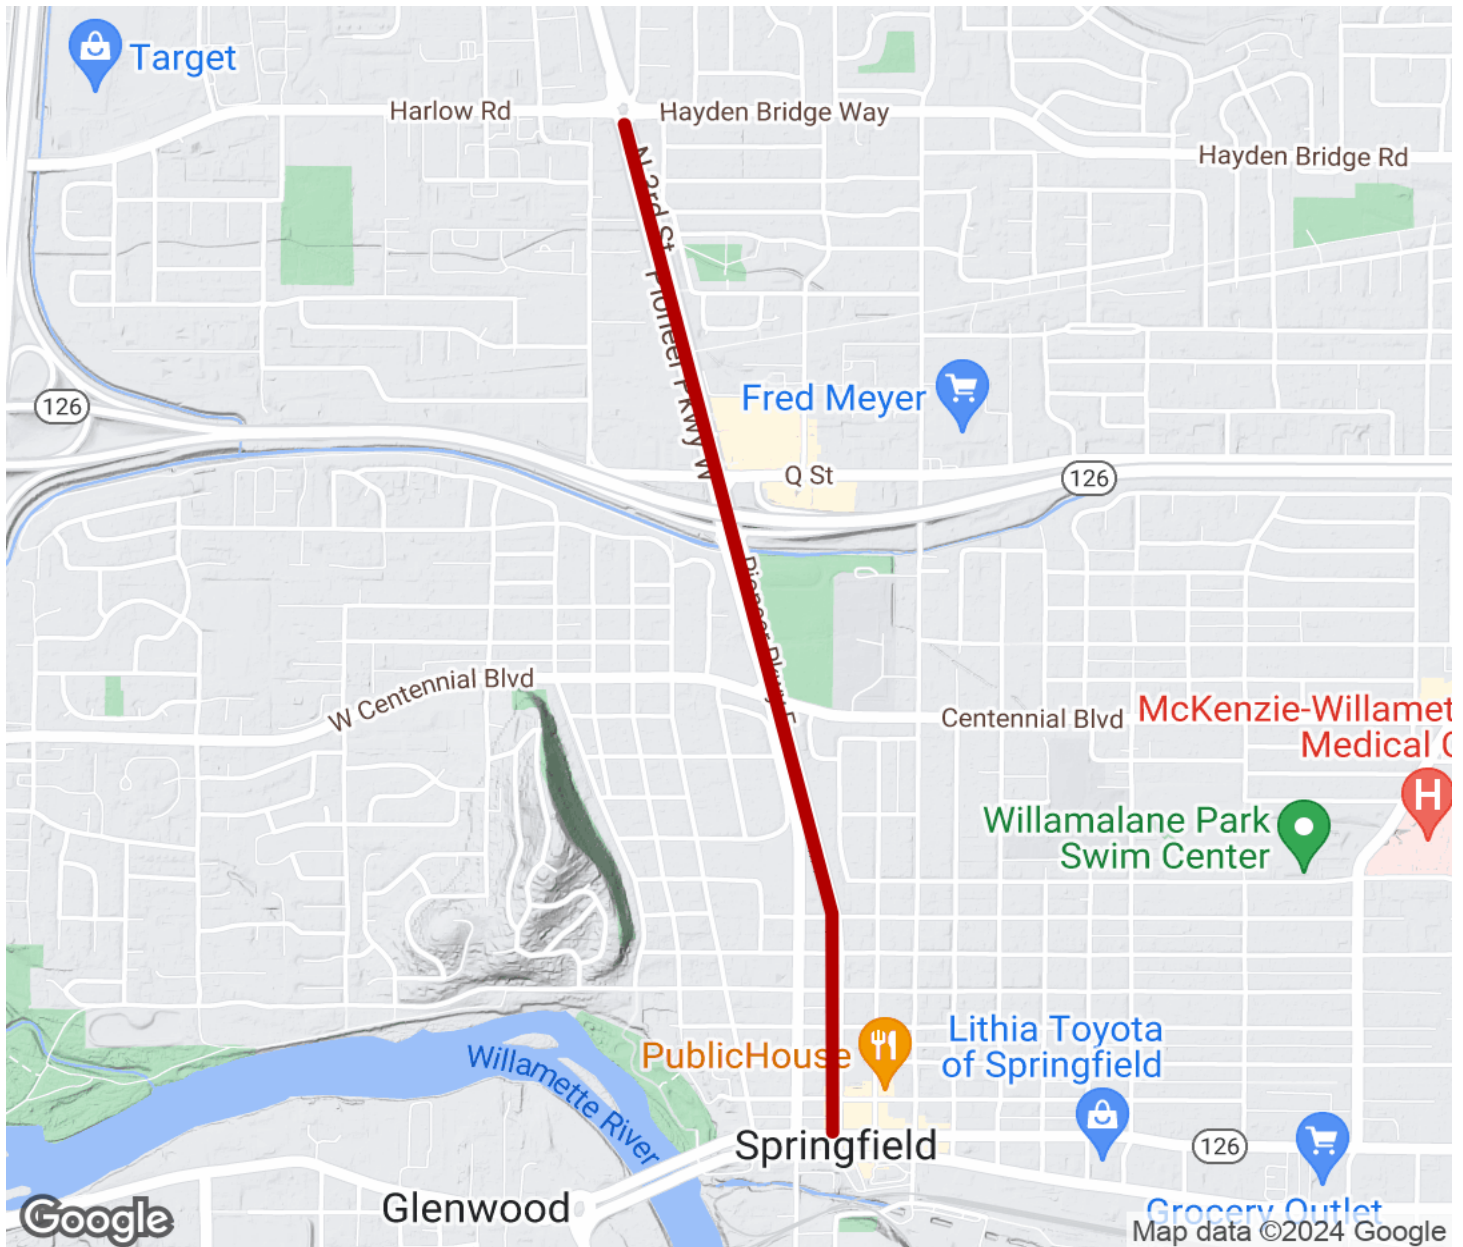 Target
Harlow Rd
Hayden Bridge Way
Hayden Bridge Rd
N 3rd St
Pioneer Pkwy W
126
Fred Meyer
Q St
126
Pioneer Pkwy E
W Centennial Blvd
Centennial Blvd
McKenzie-Willamet
Medical C
H
Willamalane Park
Swim Center
PublicHouse
Lithia Toyota
of Springfield
Willamette River
Springfield
126
Glenwood
Grocery Outlet
Google
Map data ©2024 Google